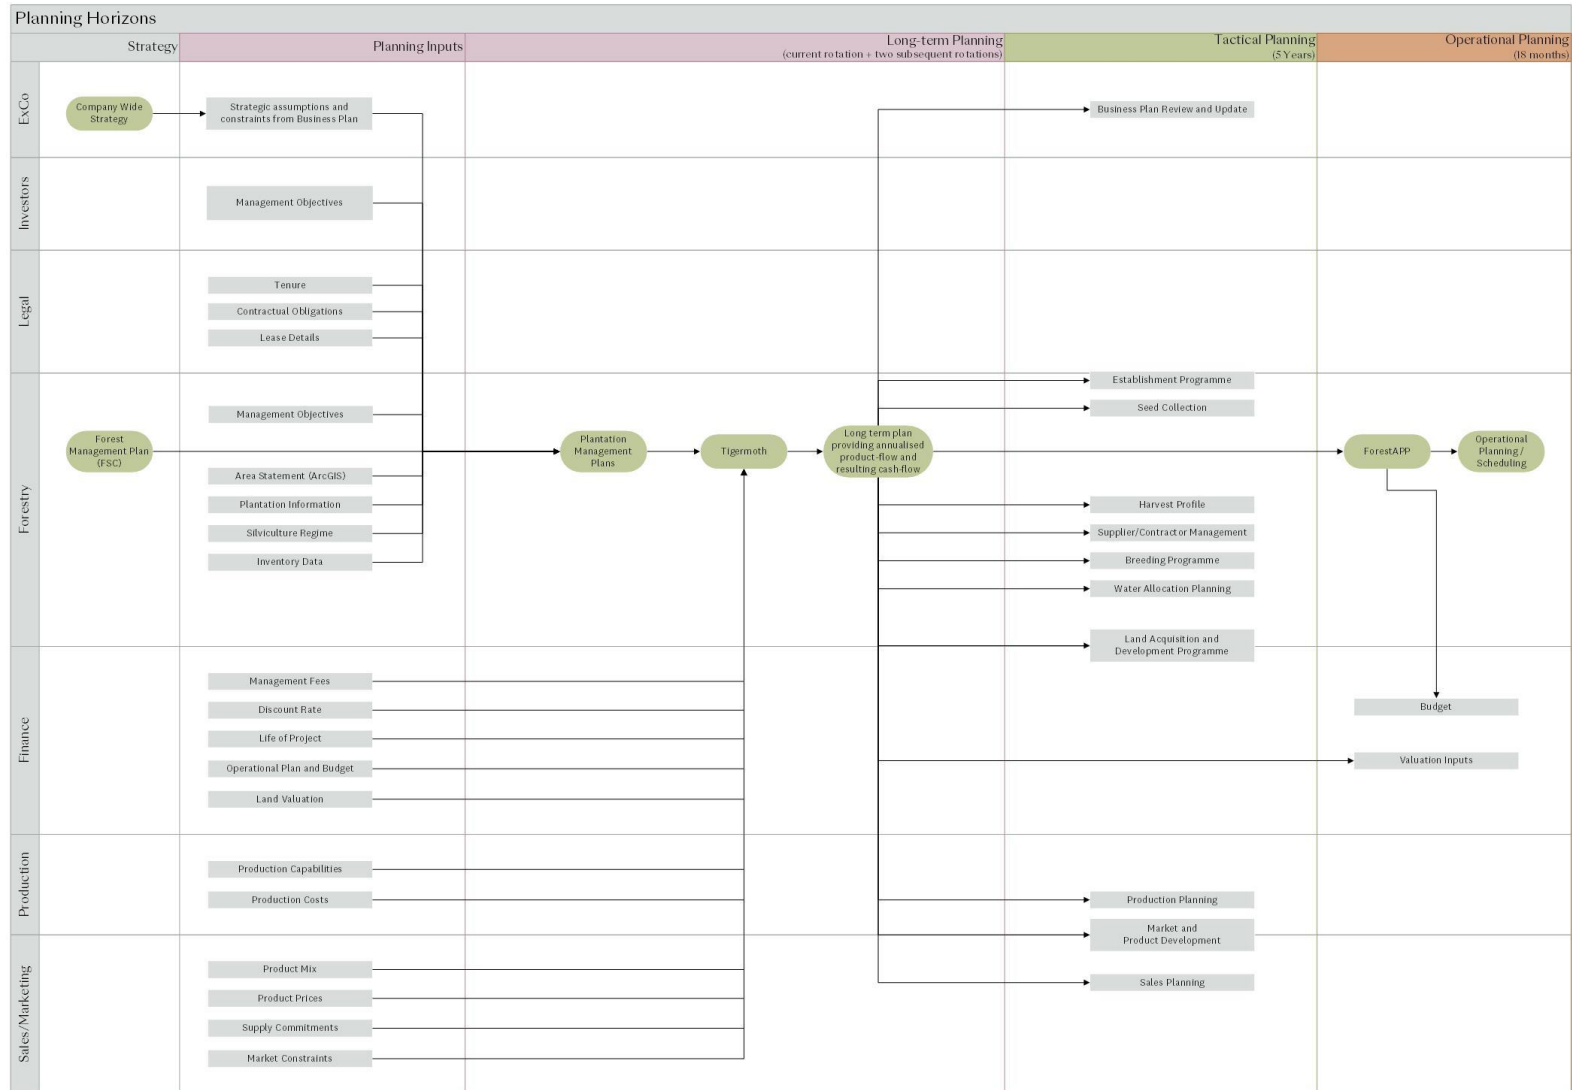 Planning Horizons
Strategy
Planning Inputs
Long-term Planning
(current rotation + two subsequent rotations)
Tactical Planning
(5 Years)
Operational Planning
(18 months)
ExCo
Company Wide
Strategy
Strategic assumptions and
constraints from Business Plan
Business Plan Review and Update
Investors
Management Objectives
Legal
Tenure
Contractual Obligations
Lease Details
Forestry
Forest
Management Plan
(FSC)
Management Objectives
Area Statement (ArcGIS)
Plantation Information
Silviculture Regime
Inventory Data
Plantation
Management
Plans
Tigermoth
Long term plan
providing annualised
product-flow and
resulting cash-flow
Establishment Programme
Seed Collection
Harvest Profile
Supplier/Contractor Management
Breeding Programme
Water Allocation Planning
Land Acquisition and
Development Programme
ForestAPP
Operational
Planning /
Scheduling
Finance
Management Fees
Discount Rate
Life of Project
Operational Plan and Budget
Land Valuation
Budget
Valuation Inputs
Production
Production Capabilities
Production Costs
Production Planning
Market and
Product Development
Sales/Marketing
Product Mix
Product Prices
Supply Commitments
Market Constraints
Sales Planning